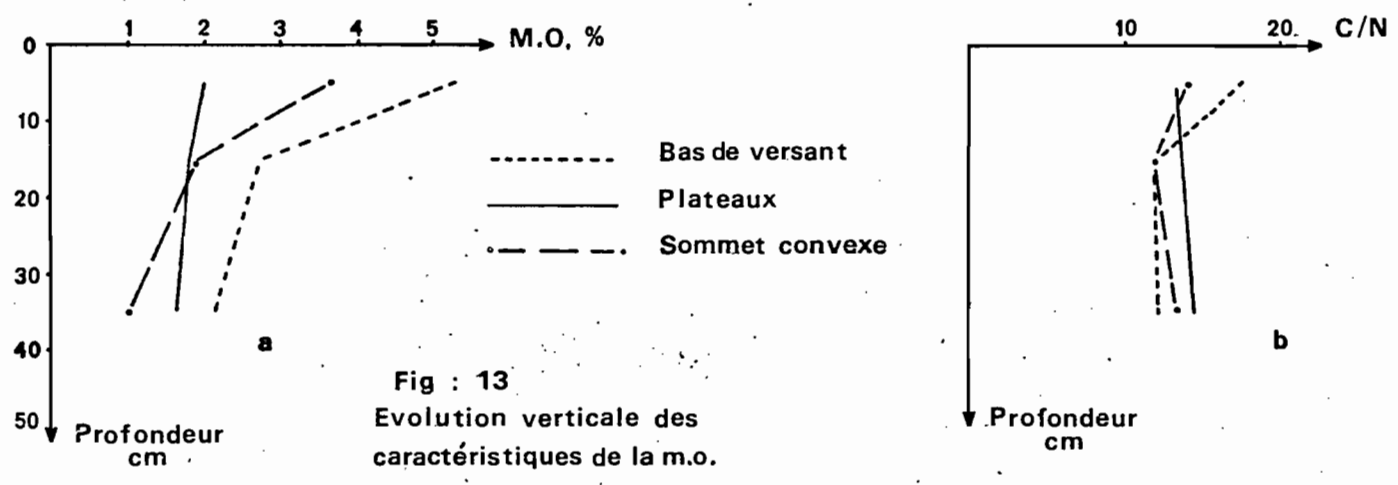 1 2 3 4 5 M.O, %
0
10
20
30
40
50
Profondeur
cm
a
Bas de versant
Plateaux
Sommet convexe
Fig : 13
Evolution verticale des
caractéristiques de la m.o.
10 20 C/N
b
Profondeur
cm